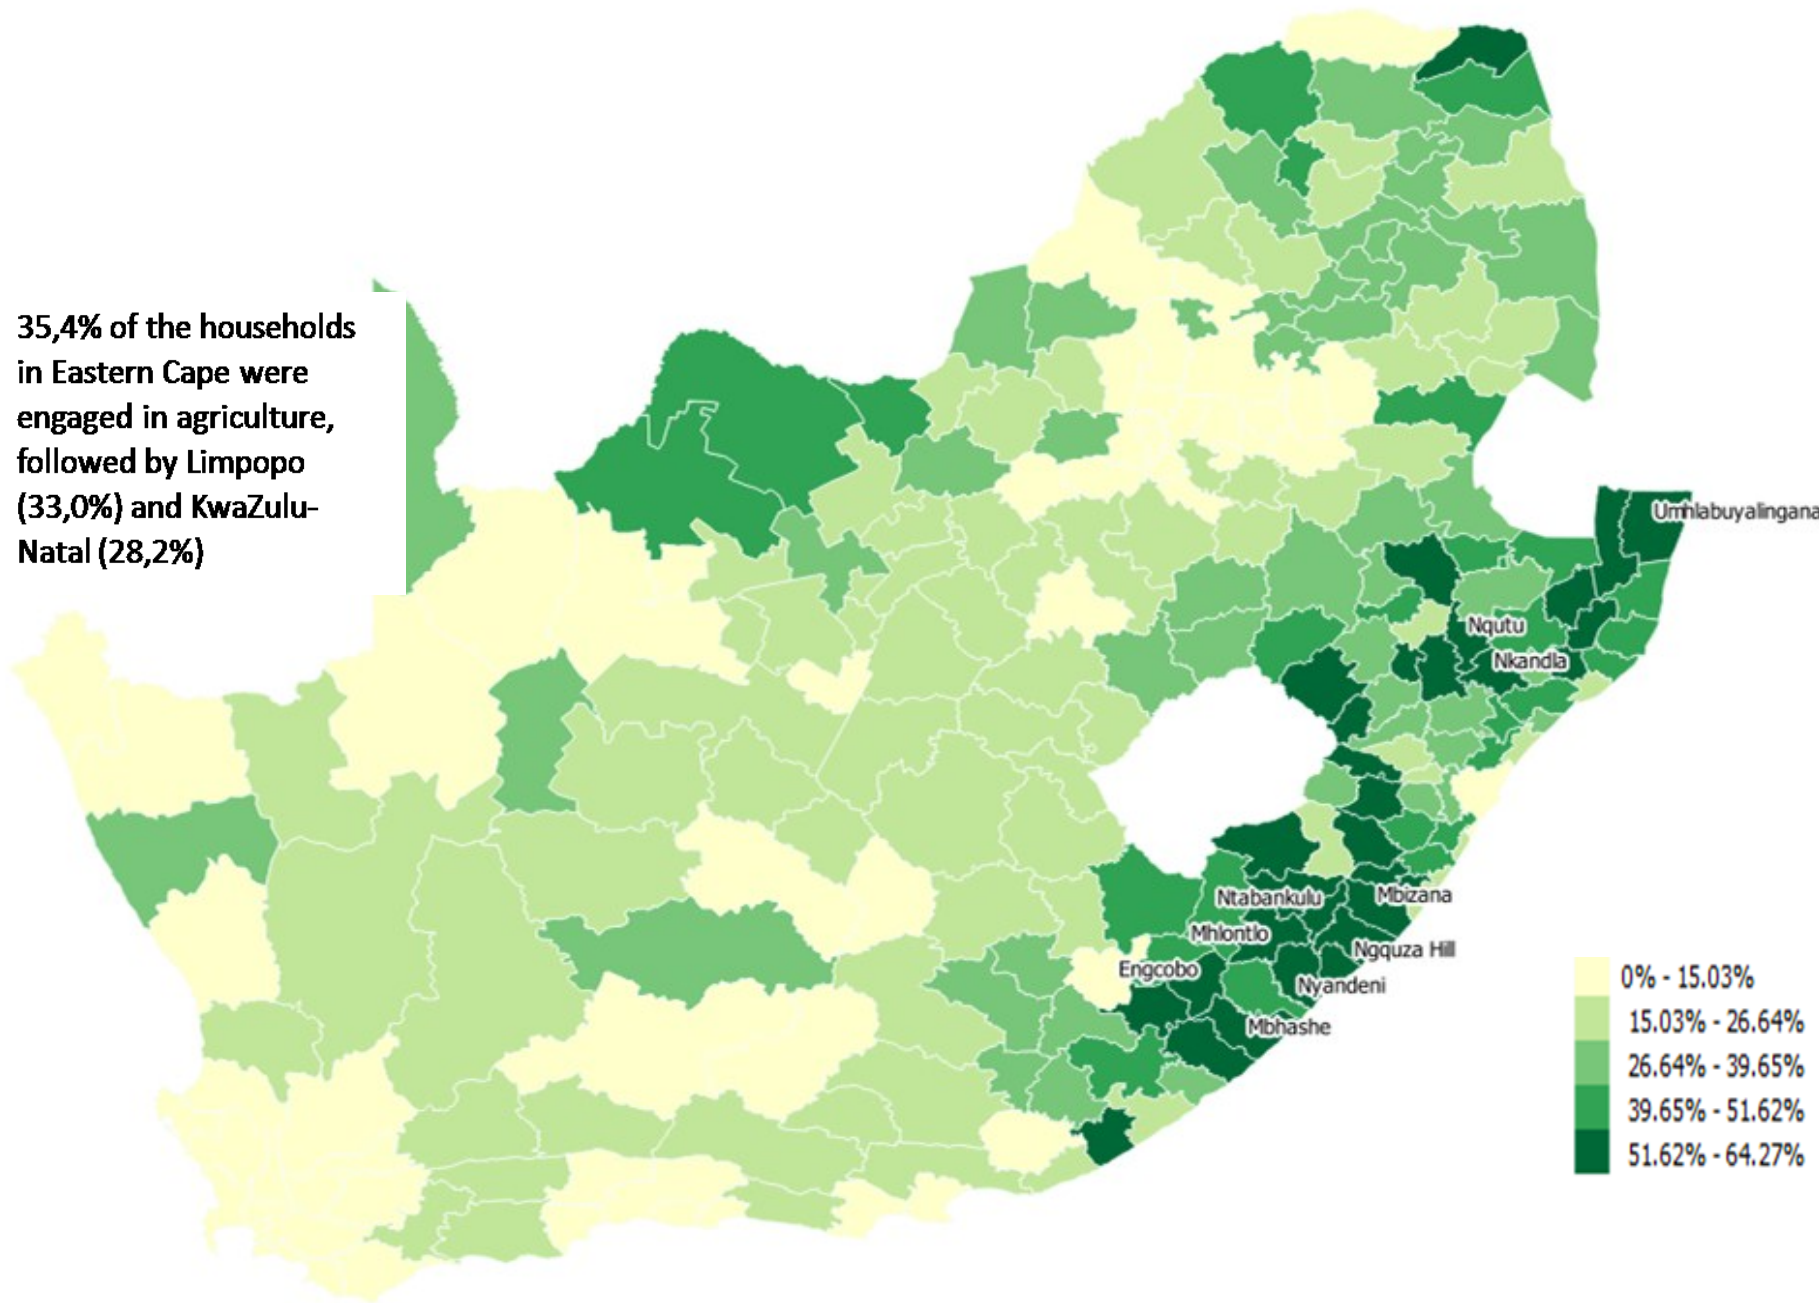 35,4% of the households
in Eastern Cape were
engaged in agriculture,
followed by Limpopo
(33,0%) and KwaZulu-
Natal (28,2%)
Umhlabuyalingana
Nqutu
Nkandla
Ntabankulu
Mbizana
Mhlontlo
Ngquza Hill
Engcobo
Nyandeni
Mbhashe
0% - 15.03%
15.03% - 26.64%
26.64% - 39.65%
39.65% - 51.62%
51.62% - 64.27%